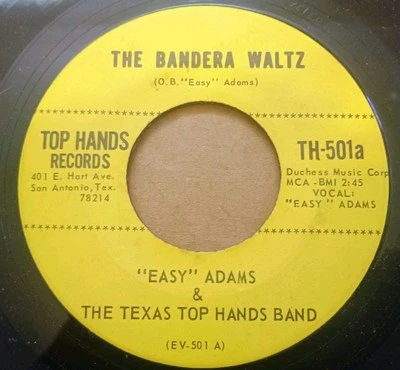 THE BANDERA WALTZ
(O.B. "Easy" Adams)
TOP HANDS
RECORDS
401 E. Hart Ave.
San Antonio, Tex.
78214
TH-501a
Duchess Music Corp
MCA - BMI 2:45
VOCAL:
"EASY" ADAMS
"EASY" ADAMS
&
THE TEXAS TOP HANDS BAND
(EV-501 A)